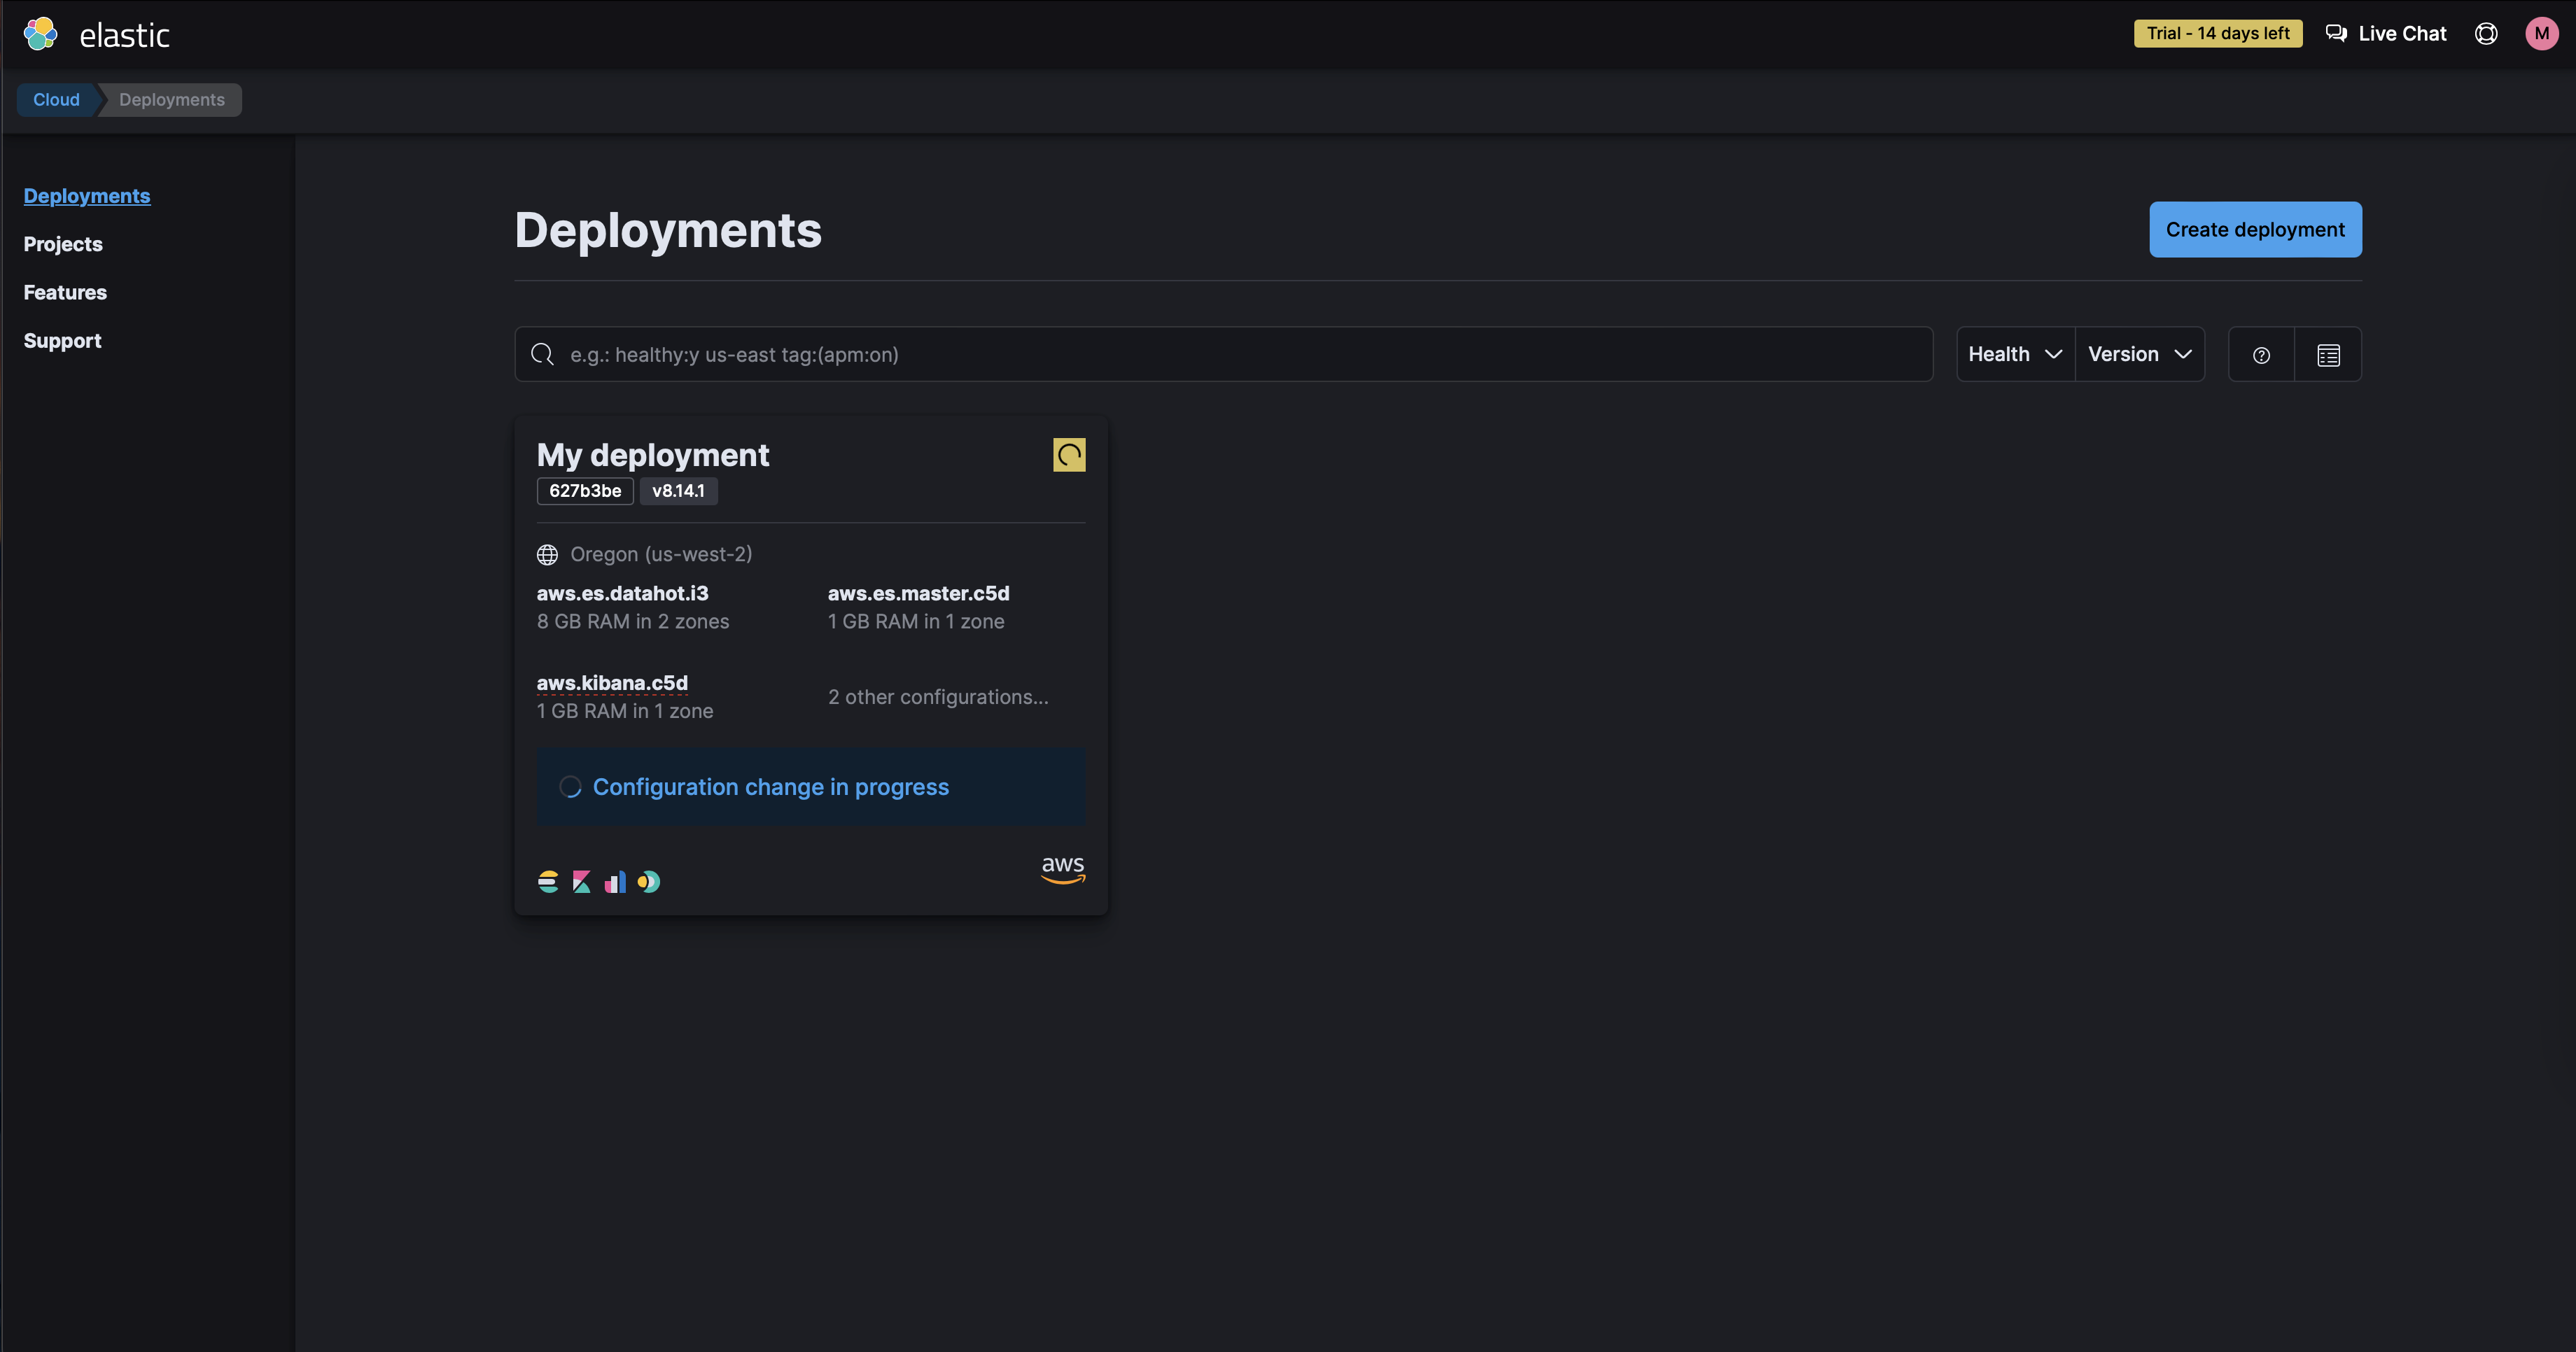 elastic
Trial - 14 days left
Live Chat
M
Cloud
Deployments
Deployments
Projects
Features
Support
Deployments
Create deployment
e.g.: healthy:y us-east tag:(apm:on)
Health
Version
My deployment
627b3be
v8.14.1
Oregon (us-west-2)
aws.es.datahot.i3
8 GB RAM in 2 zones
aws.es.master.c5d
1 GB RAM in 1 zone
aws.kibana.c5d
1 GB RAM in 1 zone
2 other configurations...
Configuration change in progress
aws